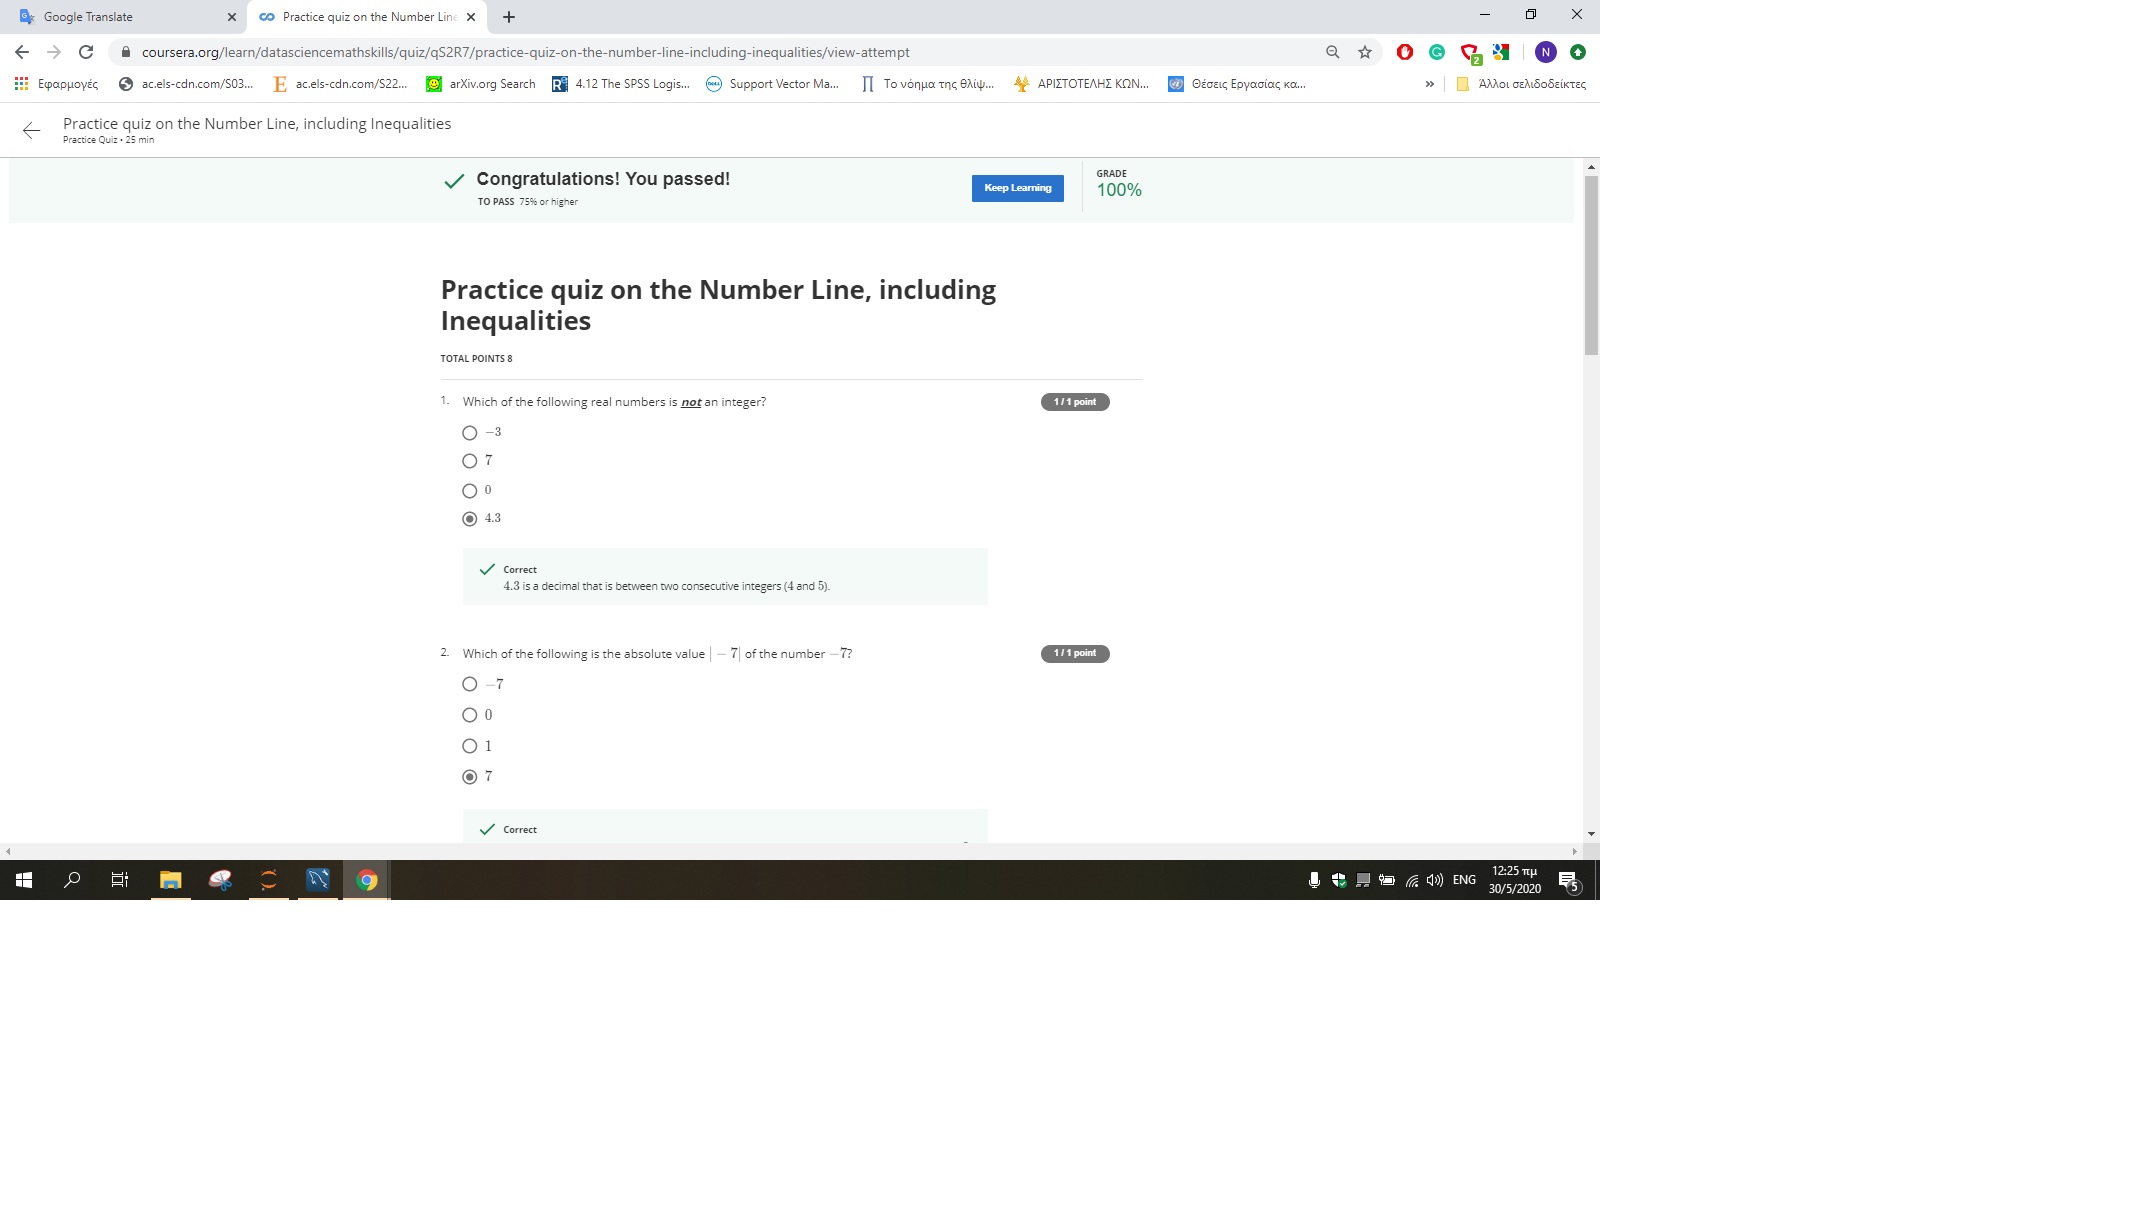 Google Translate
Practice quiz on the Number Line
coursera.org/learn/datasciencemathskills/quiz/qS2R7/practice-quiz-on-the-number-line-including-inequalities/view-attempt
2
N
Εφαρμογές
ac.els-cdn.com/S03...
ac.els-cdn.com/S22...
arXiv.org Search
4.12 The SPSS Logis...
Support Vector Ma...
Το νόημα της θλίψ...
ΑΡΙΣΤΟΤΕΛΗΣ ΚΩΝ...
Θέσεις Εργασίας κα...
»
Άλλοι σελιδοδείκτες
Practice quiz on the Number Line, including Inequalities
Practice Quiz • 25 min
Congratulations! You passed!
TO PASS 75% or higher
Keep Learning
GRADE
100%
Practice quiz on the Number Line, including
Inequalities
TOTAL POINTS 8
1. Which of the following real numbers is not an integer?
1 / 1 point
−3
7
0
4.3
Correct
4.3 is a decimal that is between two consecutive integers (4 and 5).
2. Which of the following is the absolute value | − 7| of the number −7?
1 / 1 point
−7
0
1
7
Correct
ENG
12:25 πμ
30/5/2020
5